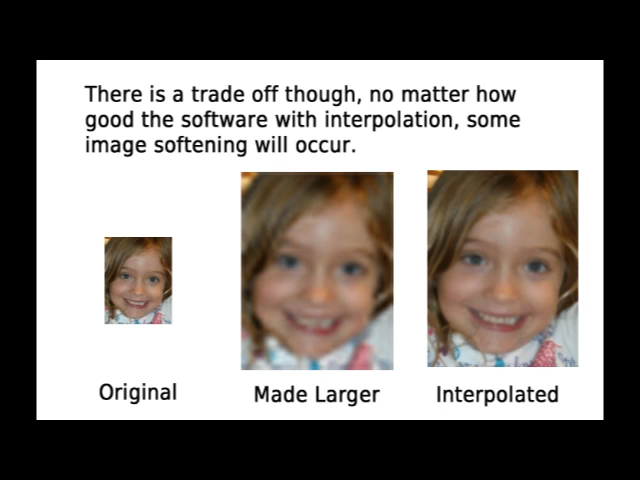 There is a trade off though, no matter how
good the software with interpolation, some
image softening will occur.
Original
Made Larger
Interpolated